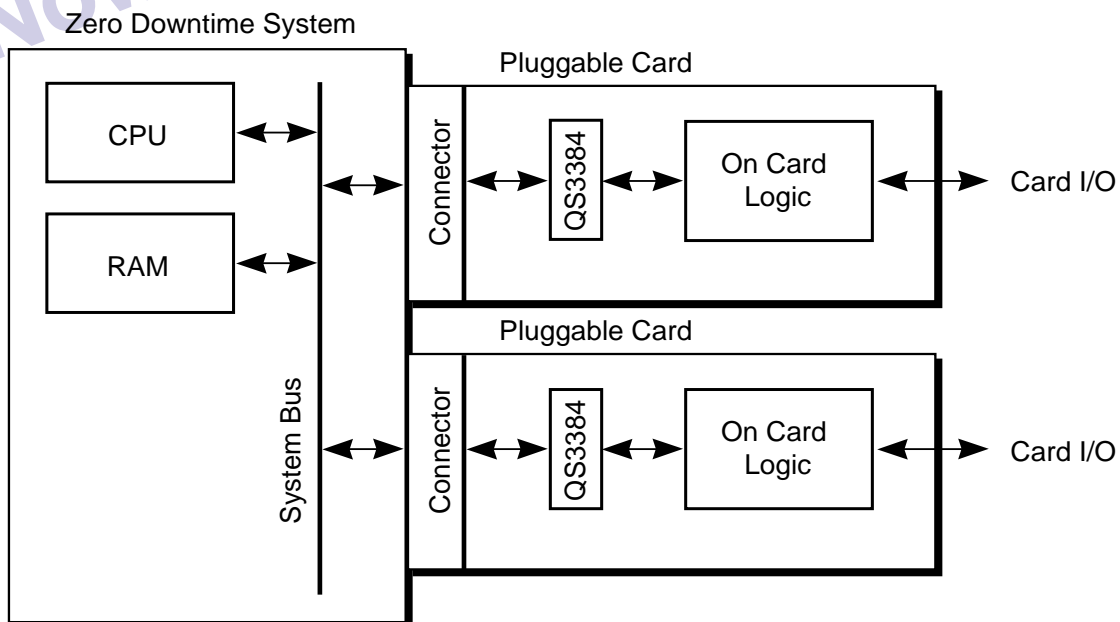 Zero Downtime System
CPU
RAM
System Bus
Pluggable Card
Connector
QS3384
On Card
Logic
Card I/O
Pluggable Card
Connector
QS3384
On Card
Logic
Card I/O